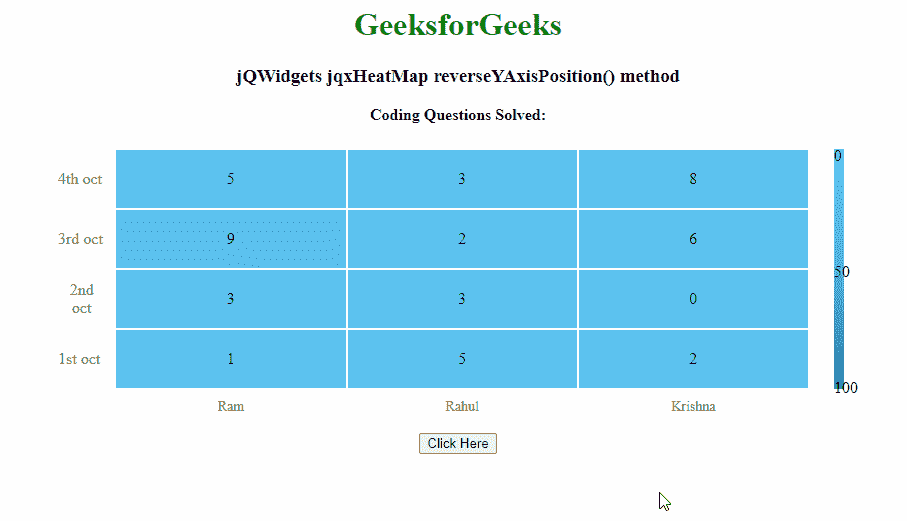 GeeksforGeeks
jQWidgets jqxHeatMap reverseYAxisPosition() method
Coding Questions Solved:
4th oct 5 3 8 0
3rd oct 9 2 6
50
2nd
oct 3 3 0
1st oct 1 5 2
100
Ram Rahul Krishna
Click Here